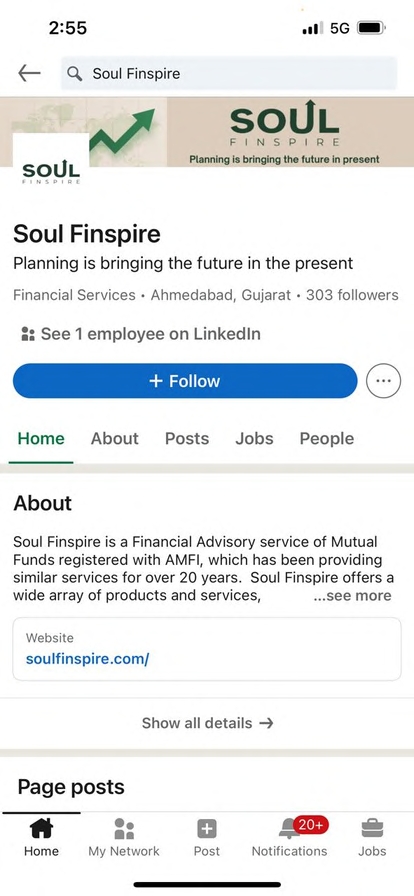 2:55
5G
Soul Finspire
SOUL
FINSPIRE
Planning is bringing the future in present
SOUL
FINSPIRE
Soul Finspire
Planning is bringing the future in the present
Financial Services • Ahmedabad, Gujarat • 303 followers
See 1 employee on LinkedIn
+ Follow
Home About Posts Jobs People
About
Soul Finspire is a Financial Advisory service of Mutual
Funds registered with AMFI, which has been providing
similar services for over 20 years. Soul Finspire offers a
wide array of products and services, ...see more
Website
soulfinspire.com/
Show all details →
Page posts
20+
Home My Network Post Notifications Jobs